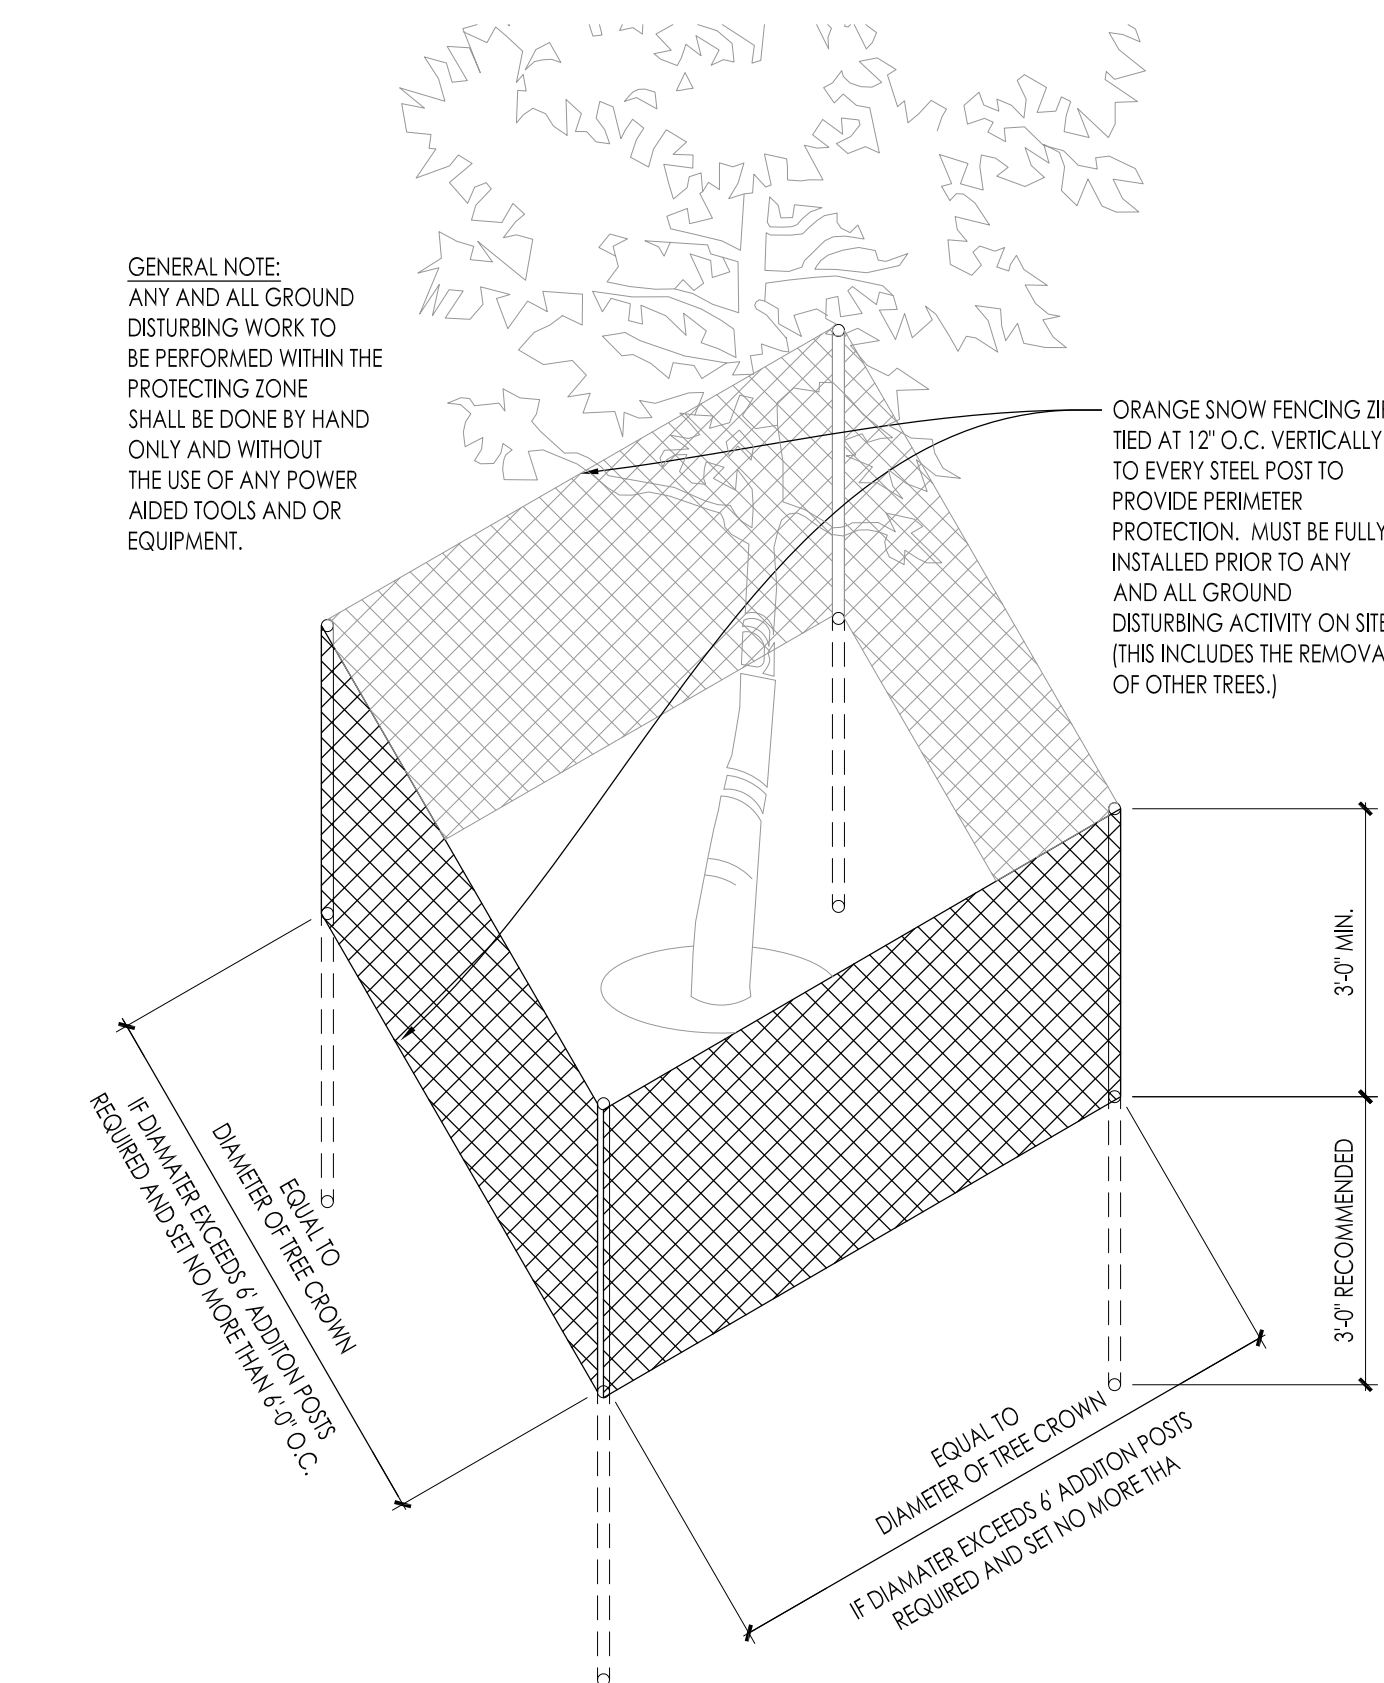 GENERAL NOTE:
ANY AND ALL GROUND
DISTURBING WORK TO
BE PERFORMED WITHIN THE
PROTECTING ZONE
SHALL BE DONE BY HAND
ONLY AND WITHOUT
THE USE OF ANY POWER
AIDED TOOLS AND OR
EQUIPMENT.
ORANGE SNOW FENCING
TIED AT 12" O.C. VERTICALLY
TO EVERY STEEL POST TO
PROVIDE PERIMETER
PROTECTION. MUST BE FULLY
INSTALLED PRIOR TO ANY
AND ALL GROUND
DISTURBING ACTIVITY ON SITE
(THIS INCLUDES THE
OF OTHER TREES.)
3'-0" MIN.
3'-0" RECOMMENDED
EQUAL TO
DIAMETER OF TREE CROWN
IF DIAMATER EXCEEDS 6' ADDITON POSTS
REQUIRED AND SET NO MORE THAN 6'-0" O.C.
EQUAL TO
DIAMETER OF TREE CROWN
IF DIAMATER EXCEEDS 6' ADDITON POSTS
REQUIRED AND SET NO MORE THA